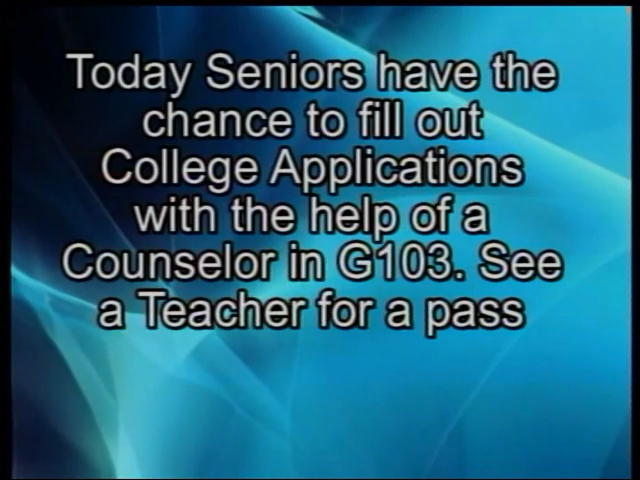 Today Seniors have the
chance to fill out
College Applications
with the help of a
Counselor in G103. See
a Teacher for a pass